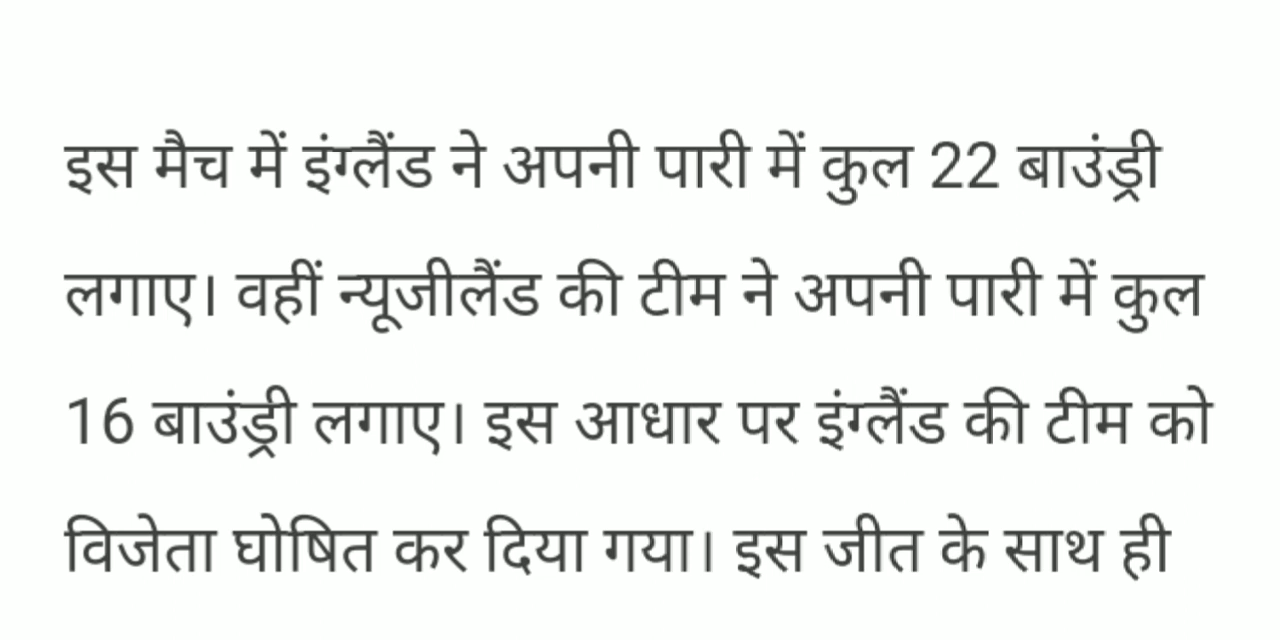 इस मैच में इंग्लैंड ने अपनी पारी में कुल 22 बाउंड्री
लगाए। वहीं न्यूजीलैंड की टीम ने अपनी पारी में कुल
16 बाउंड्री लगाए। इस आधार पर इंग्लैंड की टीम को
विजेता घोषित कर दिया गया। इस जीत के साथ ही